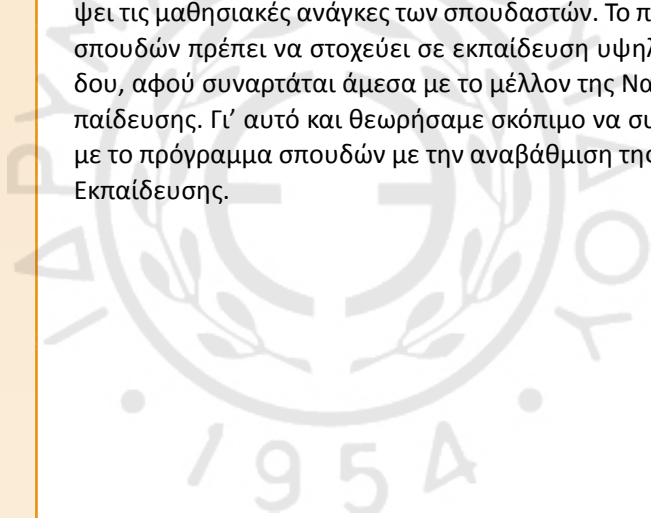 ψει τις μαθησιακές ανάγκες των σπουδαστών. Το π
σπουδών πρέπει να στοχεύει σε εκπαίδευση υψηλ
δου, αφού συναρτάται άμεσα με το μέλλον της Να
παίδευσης. Γι’ αυτό και θεωρήσαμε σκόπιμο να συ
με το πρόγραμμα σπουδών με την αναβάθμιση της
Εκπαίδευσης.
1954